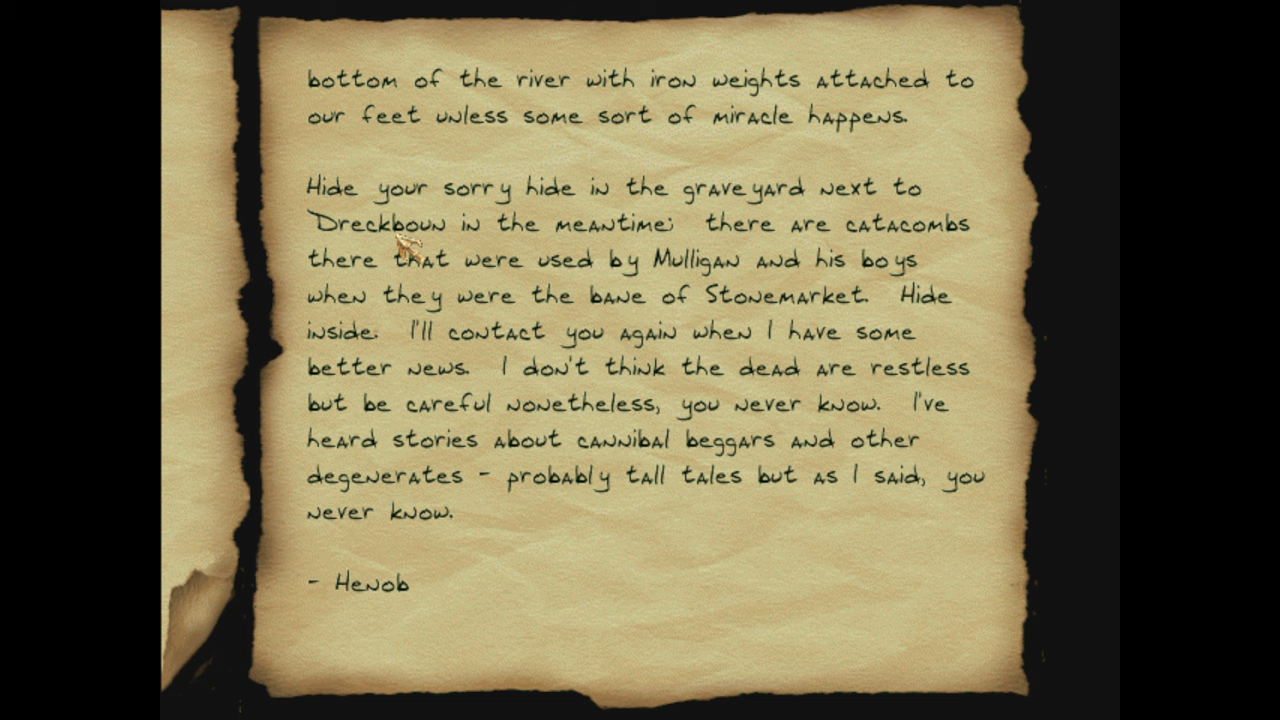 bottom of the river with iron weights attached to
our feet unless some sort of miracle happens.
Hide your sorry hide in the graveyard next to
Dreckboun in the meantime; there are catacombs
there that were used by Mulligan and his boys
when they were the bane of Stonemarket. Hide
inside. I'll contact you again when I have some
better news. I don't think the dead are restless
but be careful nonetheless, you never know. I've
heard stories about cannibal beggars and other
degenerates - probably tall tales but as I said, you
never know.
- Henob